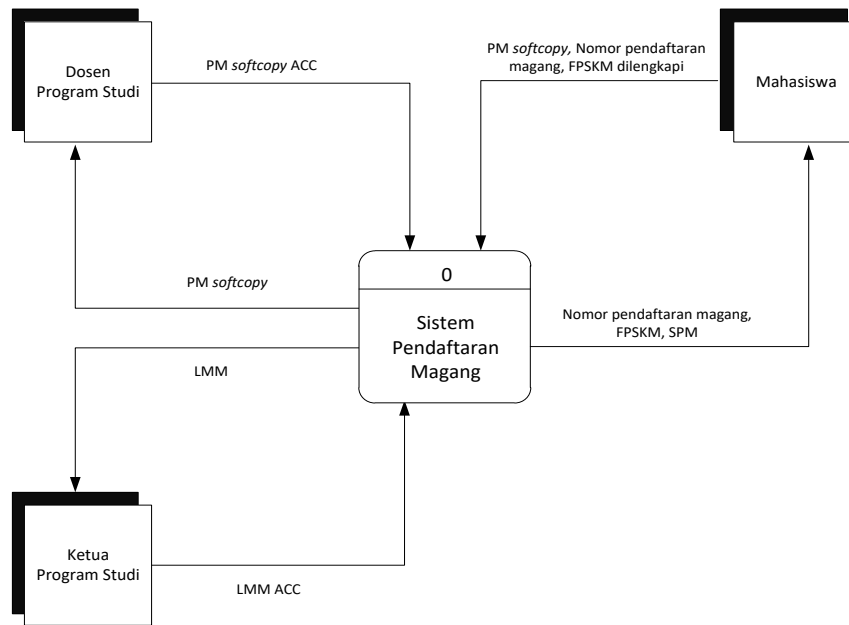 Dosen
Program Studi
PM softcopy ACC
PM softcopy, Nomor pendaftaran
magang, FPSKM dilengkapi
Mahasiswa
PM softcopy
0
Sistem
Pendaftaran
Magang
Nomor pendaftaran magang,
FPSKM, SPM
LMM
Ketua
Program Studi
LMM ACC